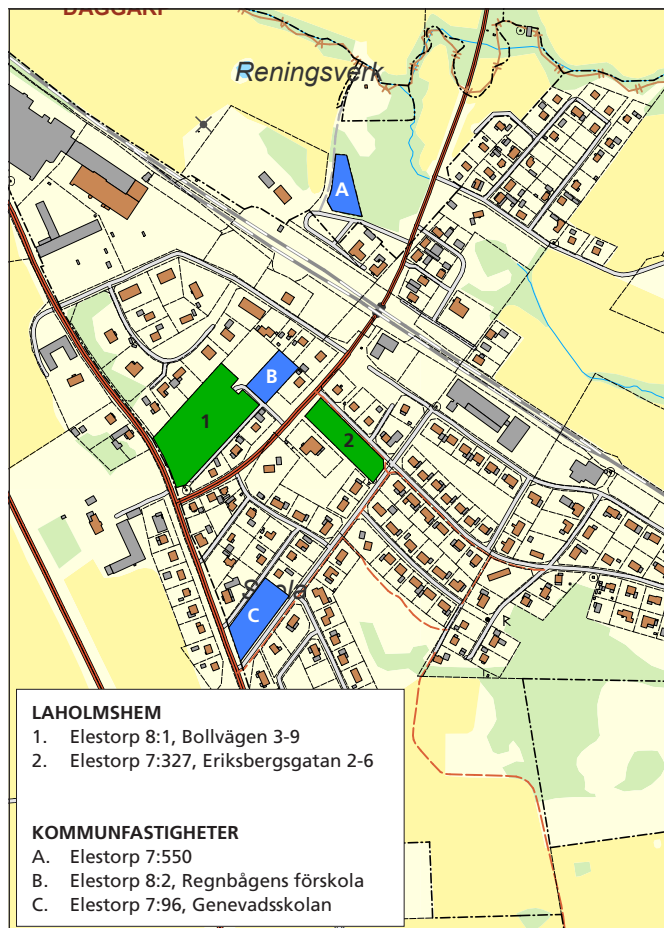 Reningsverk
A
B
1
2
Skola
C
LAHOLMSHEM
1. Elestorp 8:1, Bollvägen 3-9
2. Elestorp 7:327, Eriksbergsgatan 2-6
KOMMUNFASTIGHETER
A. Elestorp 7:550
B. Elestorp 8:2, Regnbågens förskola
C. Elestorp 7:96, Genevadsskolan